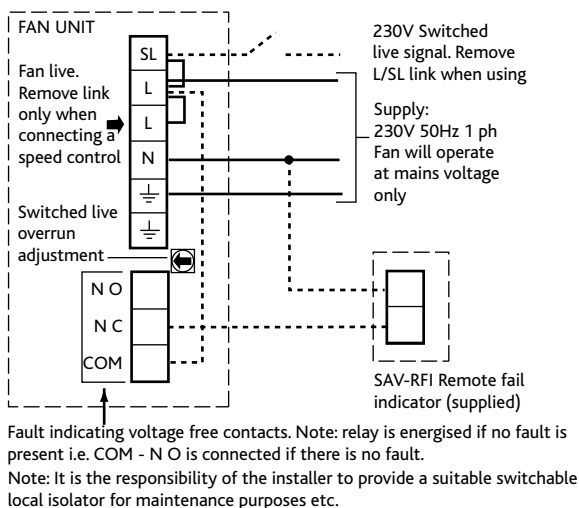 FAN UNIT
Fan live.
Remove link
only when
connecting a
speed control
Switched live
overrun
adjustment
SL
L
L
N
N O
N C
COM
230V Switched
live signal. Remove
L/SL link when using
Supply:
230V 50Hz 1 ph
Fan will operate
at mains voltage
only
SAV-RFI Remote fail
indicator (supplied)
Fault indicating voltage free contacts. Note: relay is energised if no fault is
present i.e. COM - N O is connected if there is no fault.
Note: It is the responsibility of the installer to provide a suitable switchable
local isolator for maintenance purposes etc.